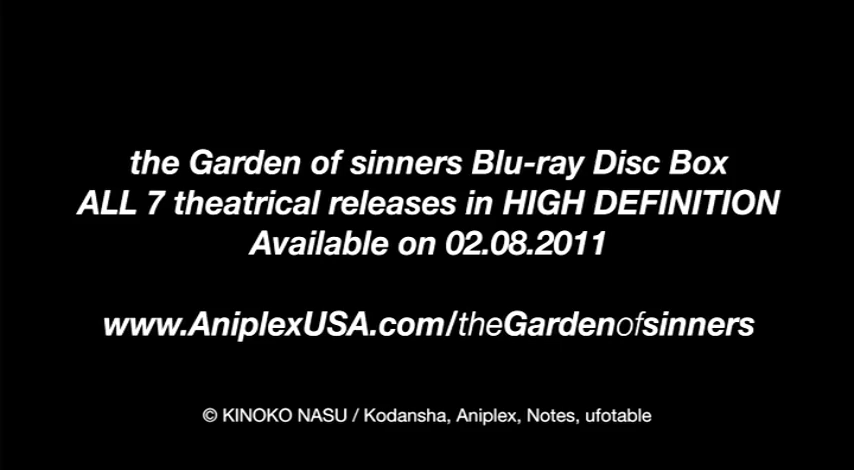 the Garden of sinners Blu-ray Disc Box
ALL 7 theatrical releases in HIGH DEFINITION
Available on 02.08.2011
www.AniplexUSA.com/theGardenofsinners
© KINOKO NASU / Kodansha, Aniplex, Notes, ufotable